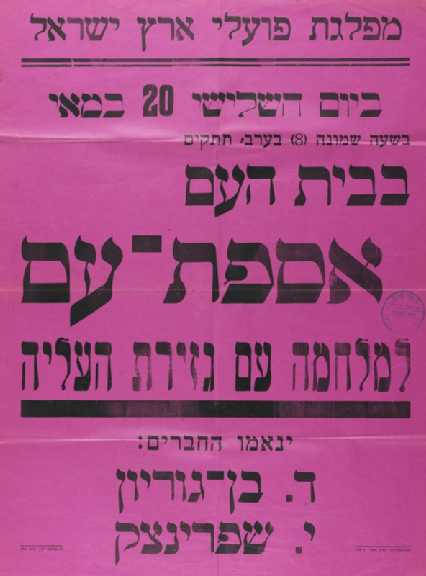 מפלגת פועלי ארץ ישראל
ביום השלישי 20 במאי
בשעה שמונה (8) בערב, תתקים
בבית העם
אספת־עם
למלחמה עם גזירת העליה
ינאמו החברים:
ד. בן־גוריון
י. שפרינצק